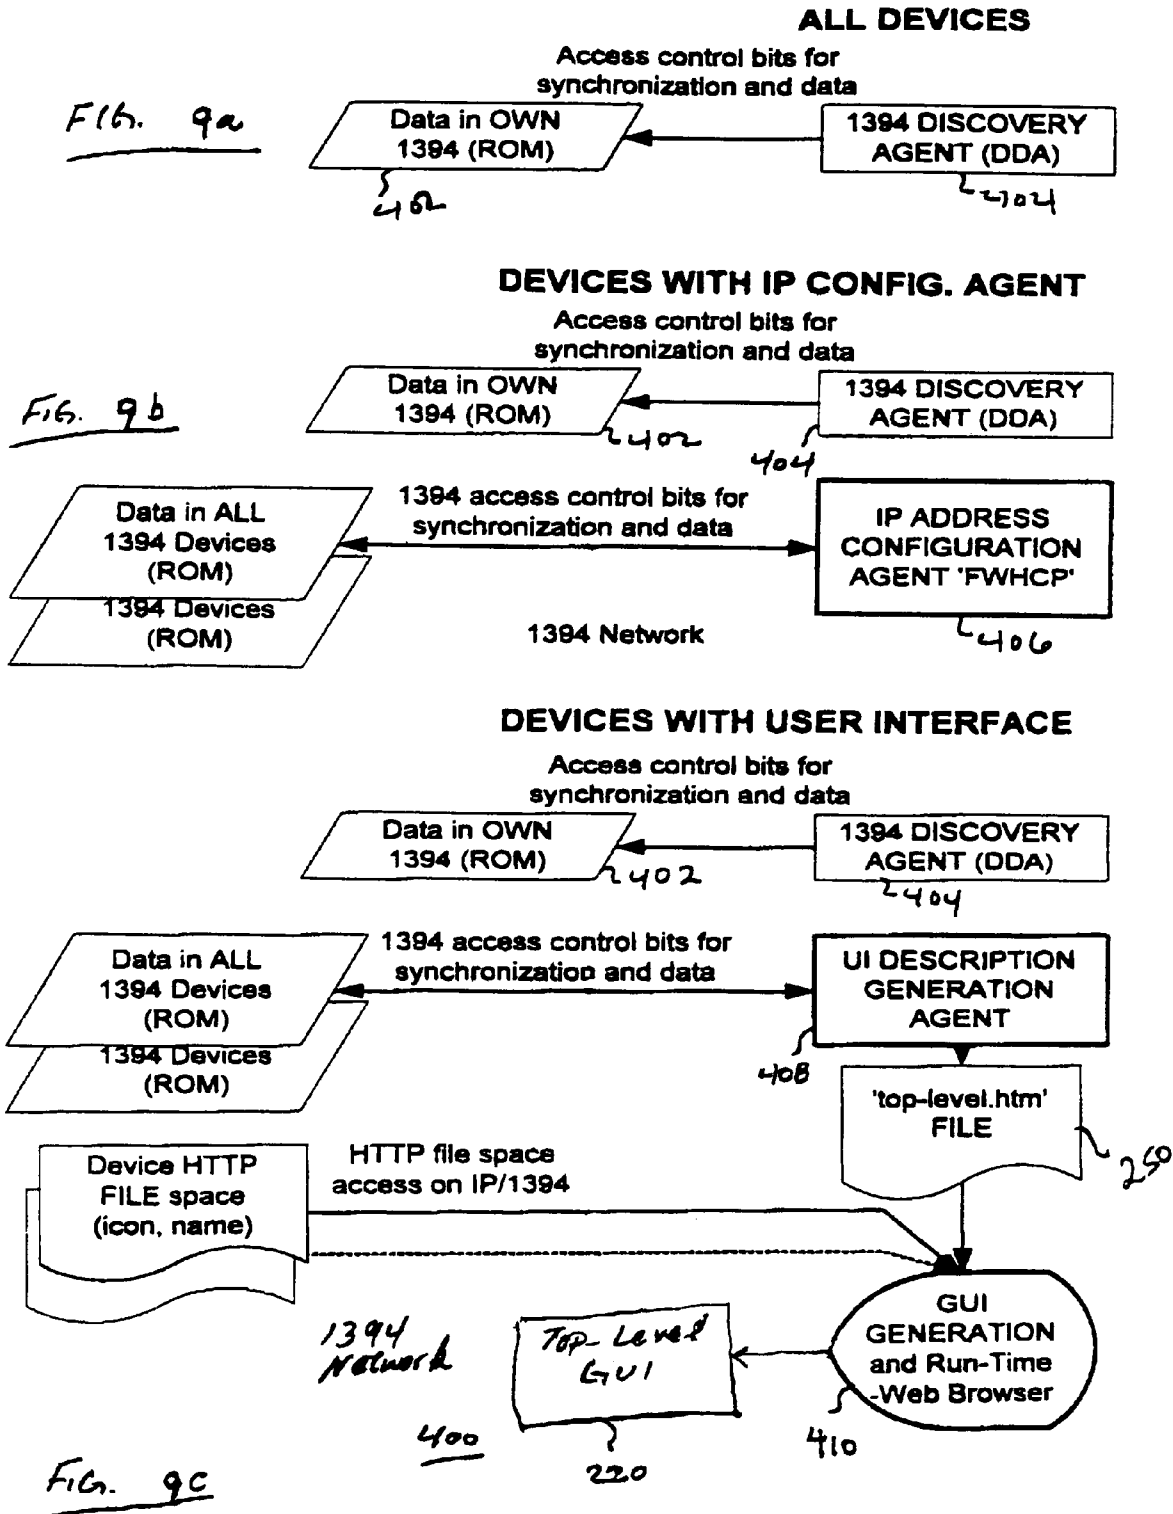 ALL DEVICES
Access control bits for
synchronization and data
FIG. 9a
Data in OWN
1394 (ROM)
1394 DISCOVERY
AGENT (DDA)
402
404
DEVICES WITH IP CONFIG. AGENT
Access control bits for
synchronization and data
FIG. 9b
Data in OWN
1394 (ROM)
1394 DISCOVERY
AGENT (DDA)
402
404
Data in ALL
1394 Devices
(ROM)
1394 access control bits for
synchronization and data
IP ADDRESS
CONFIGURATION
AGENT 'FWHCP'
1394 Devices
(ROM)
1394 Network
406
DEVICES WITH USER INTERFACE
Access control bits for
synchronization and data
Data in OWN
1394 (ROM)
1394 DISCOVERY
AGENT (DDA)
402
404
Data in ALL
1394 Devices
(ROM)
1394 access control bits for
synchronization and data
UI DESCRIPTION
GENERATION
AGENT
1394 Devices
(ROM)
408
'top-level.htm'
FILE
250
Device HTTP
FILE space
(icon, name)
HTTP file space
access on IP/1394
GUI
GENERATION
and Run-Time
-Web Browser
1394
Network
Top-Level
GUI
400
220
410
FIG. 9c